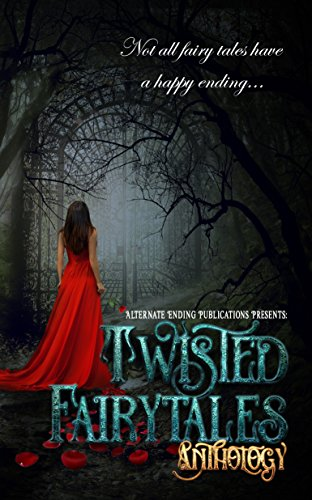 Not all fairy tales have
a happy ending...
Alternate Ending Publications Presents:
Twisted
Fairytales
Anthology